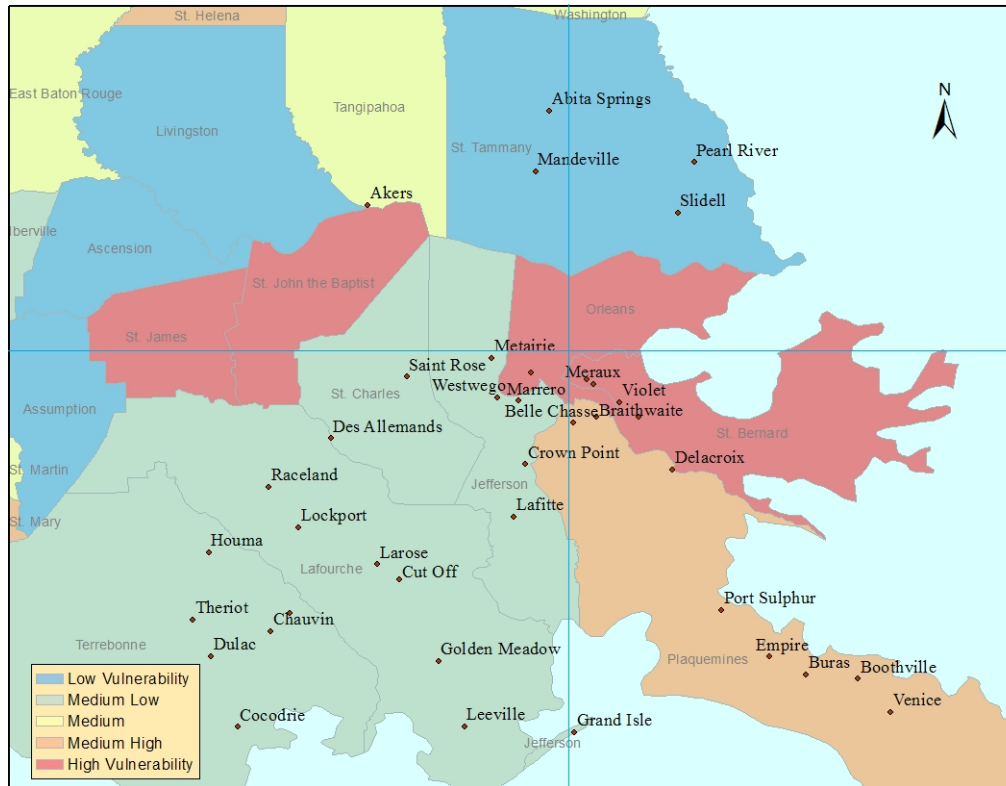 St. Helena
Washington
East Baton Rouge
Tangipahoa
Livingston
Abita Springs
N
St. Tammany
Mandeville
Pearl River
Akers
Slidell
Iberville
Ascension
St. John the Baptist
Orleans
St. James
Metairie
Saint Rose
Meraux
Westwego
Marrero
Violet
St. Charles
Assumption
Belle Chasse
Braithwaite
Des Allemands
St. Bernard
Crown Point
Delacroix
St. Martin
Raceland
Jefferson
Lafitte
St. Mary
Lockport
Houma
Larose
Lafourche
Cut Off
Port Sulphur
Theriot
Chauvin
Terrebonne
Dulac
Golden Meadow
Empire
Plaquemines
Buras
Boothville
Low Vulnerability
Medium Low
Medium
Medium High
High Vulnerability
Venice
Cocodrie
Leeville
Grand Isle
Jefferson